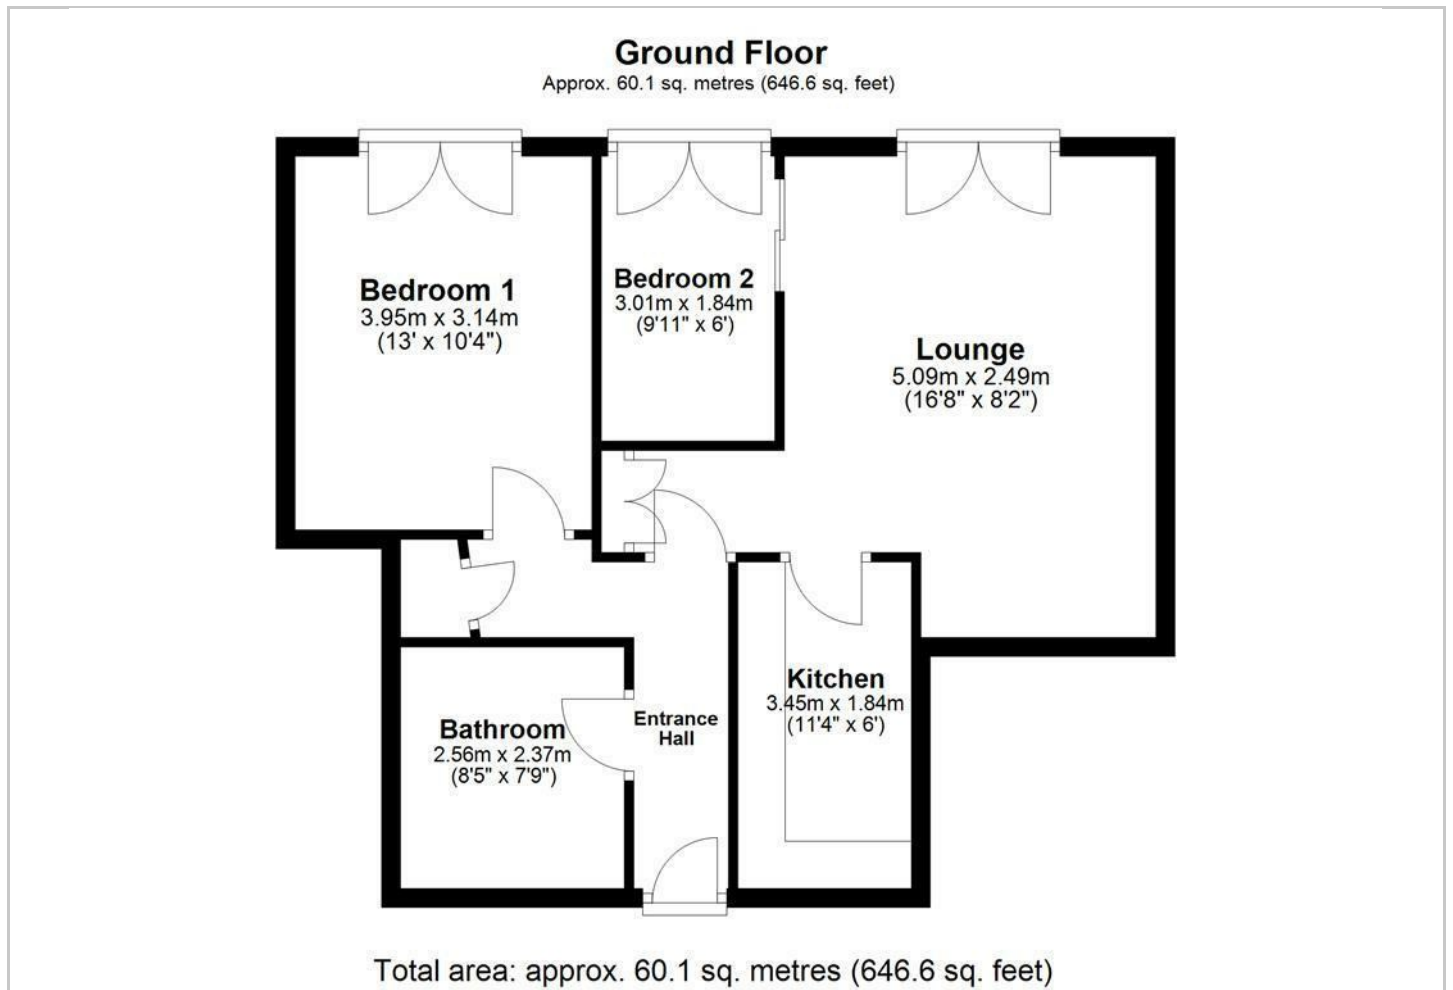 Ground Floor
Approx. 60.1 sq. metres (646.6 sq. feet)
Bedroom 1
3.95m x 3.14m
(13' x 10'4")
Bedroom 2
3.01m x 1.84m
(9'11" x 6')
Lounge
5.09m x 2.49m
(16'8" x 8'2")
Kitchen
3.45m x 1.84m
(11'4" x 6')
Entrance
Hall
Bathroom
2.56m x 2.37m
(8'5" x 7'9")
Total area: approx. 60.1 sq. metres (646.6 sq. feet)